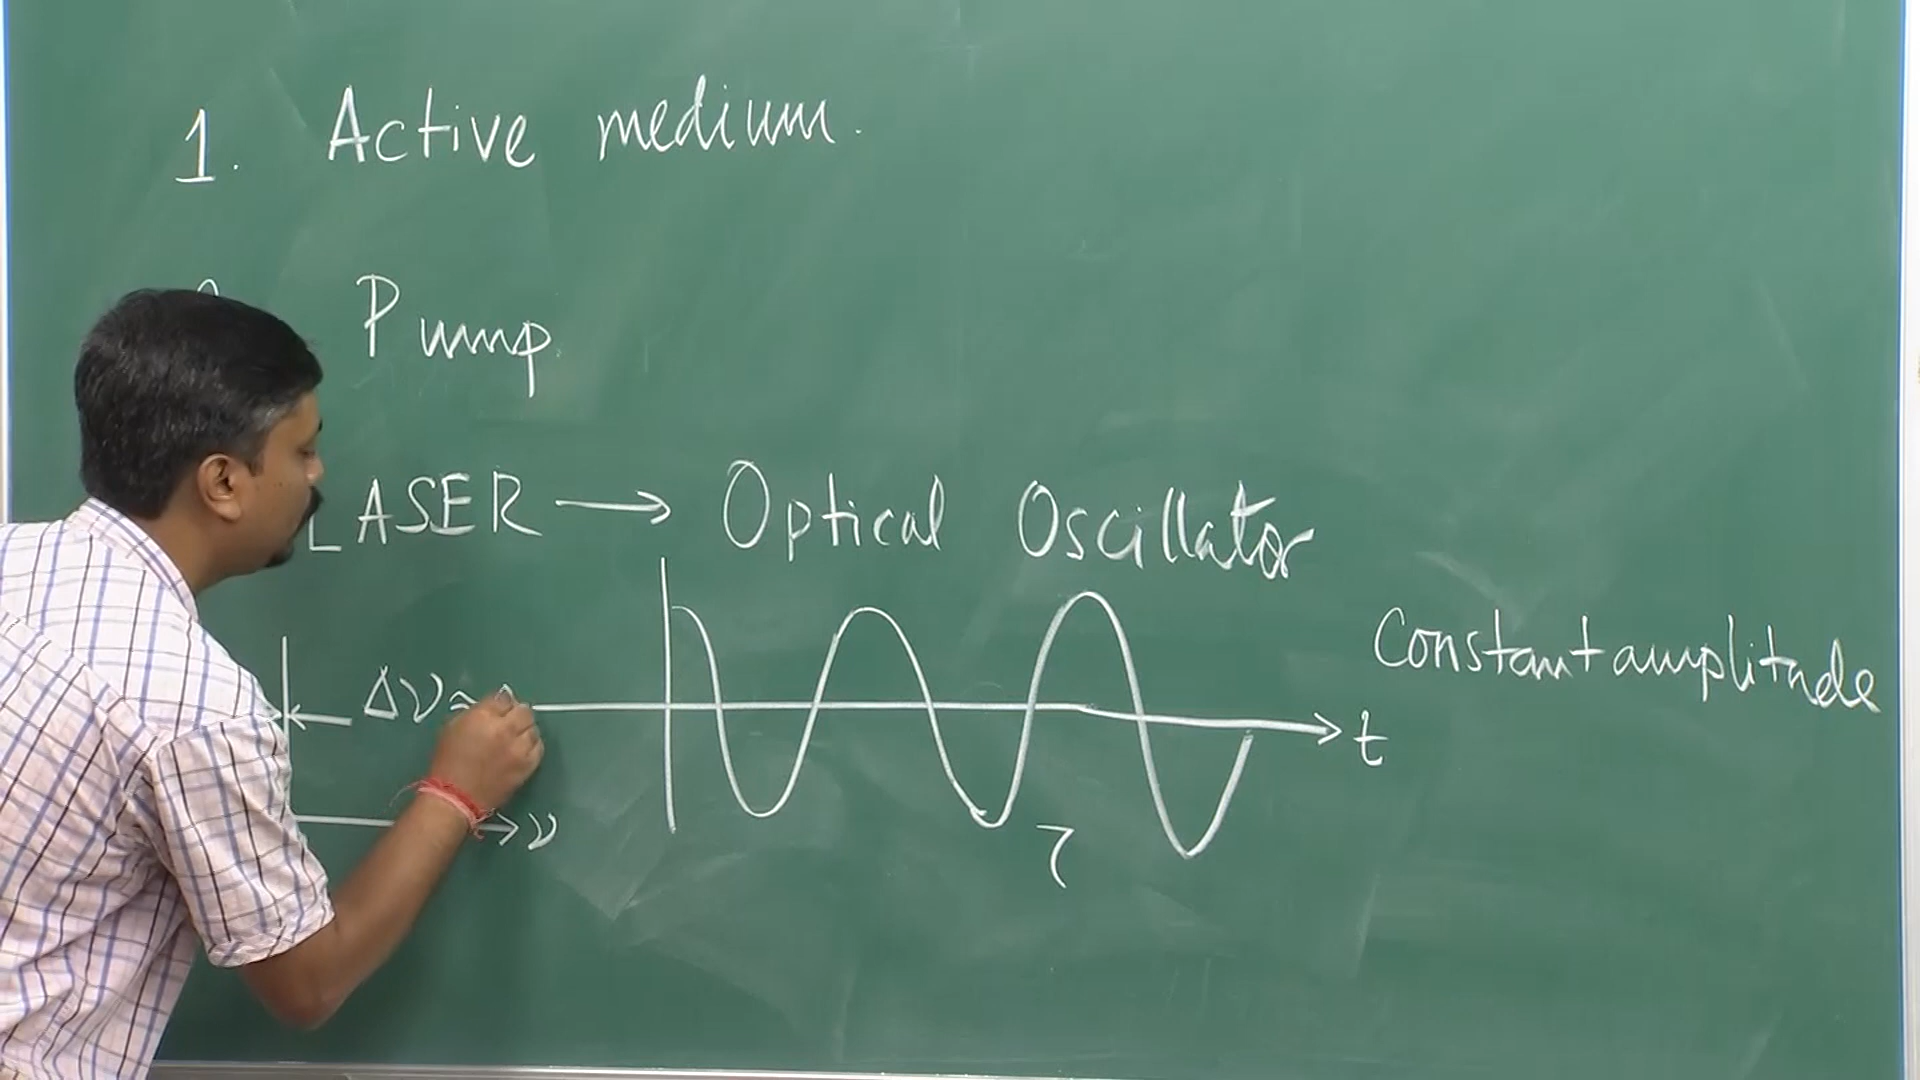 1. Active medium.
Pump
LASER → Optical Oscillator
Constant amplitude
Δν ≈
t
ν
τ